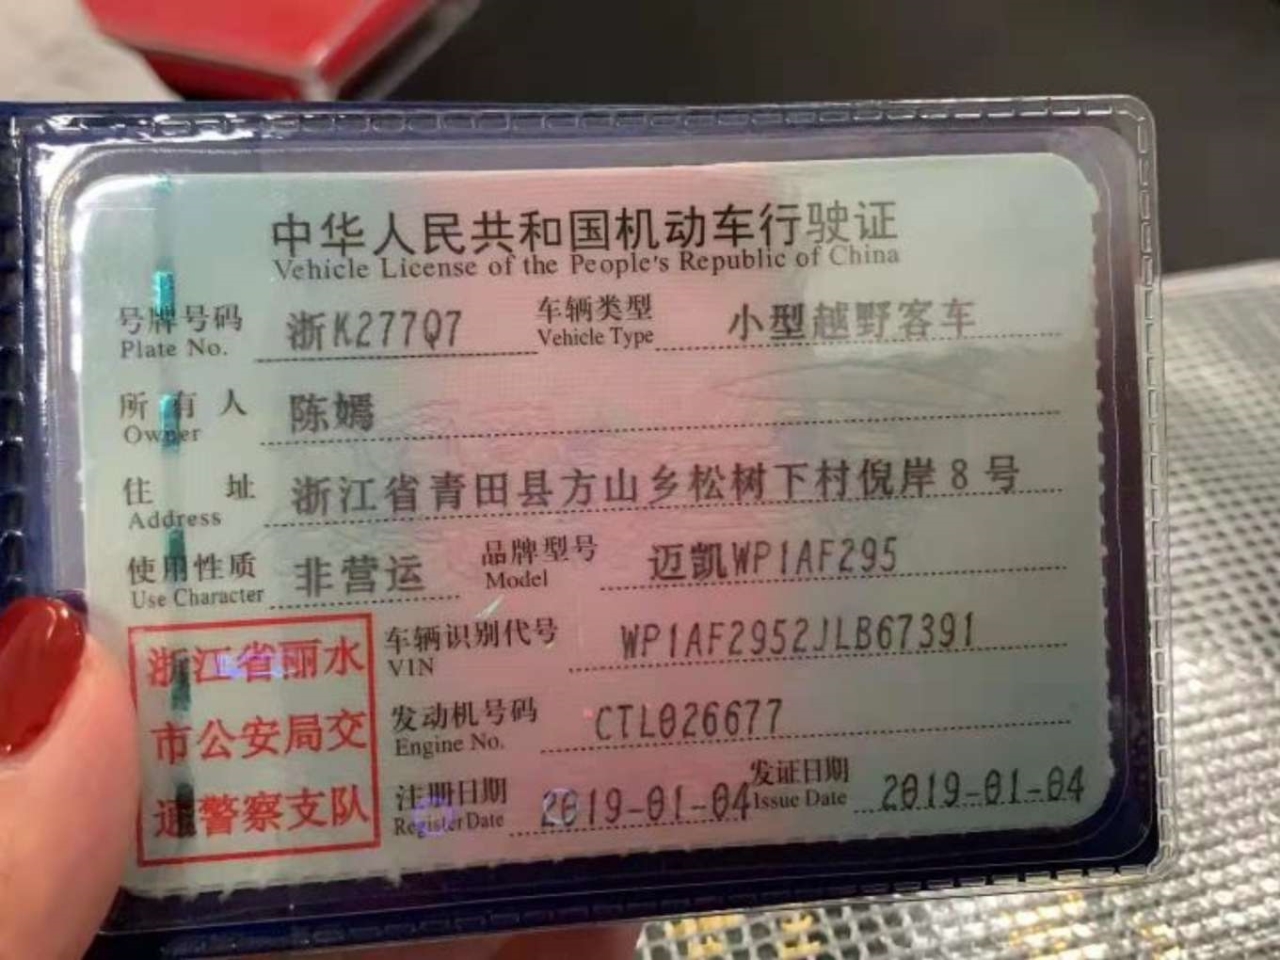 中华人民共和国机动车行驶证
Vehicle License of the People's Republic of China
号牌号码 浙K277Q7 车辆类型 小型越野客车
Plate No. Vehicle Type
所有人 陈嫣
Owner
住址 浙江省青田县方山乡松树下村倪岸8号
Address
使用性质 非营运 品牌型号 迈凯WP1AF295
Use Character Model
浙江省丽水
市公安局交
通警察支队
车辆识别代号 WP1AF2952JLB67391
VIN
发动机号码 CTL026677
Engine No.
注册日期 2019-01-04 发证日期 2019-01-04
Register Date Issue Date